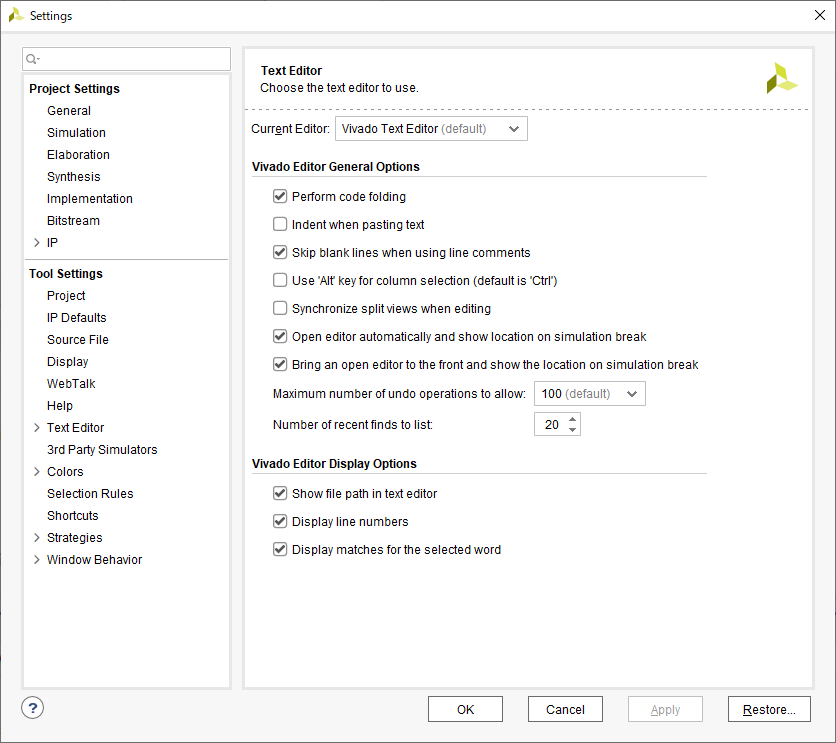 Settings
Project Settings
General
Simulation
Elaboration
Synthesis
Implementation
Bitstream
IP
Tool Settings
Project
IP Defaults
Source File
Display
WebTalk
Help
Text Editor
3rd Party Simulators
Colors
Selection Rules
Shortcuts
Strategies
Window Behavior
Text Editor
Choose the text editor to use.
Current Editor: Vivado Text Editor (default)
Vivado Editor General Options
Perform code folding
Indent when pasting text
Skip blank lines when using line comments
Use 'Alt' key for column selection (default is 'Ctrl')
Synchronize split views when editing
Open editor automatically and show location on simulation break
Bring an open editor to the front and show the location on simulation break
Maximum number of undo operations to allow: 100 (default)
Number of recent finds to list: 20
Vivado Editor Display Options
Show file path in text editor
Display line numbers
Display matches for the selected word
? OK Cancel Apply Restore...